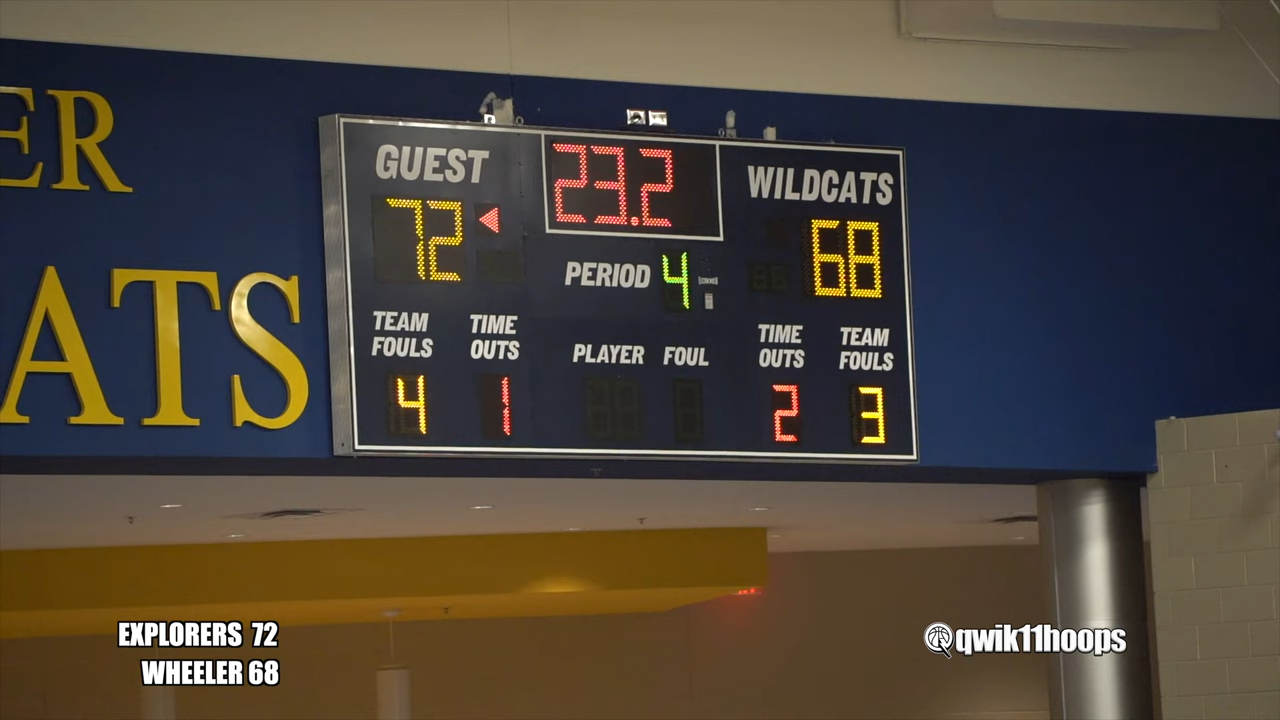 ER
ATS
GUEST 23.2 WILDCATS
72 68
PERIOD 4
TEAM FOULS TIME OUTS PLAYER FOUL TIME OUTS TEAM FOULS
4 1 2 3
EXPLORERS 72
WHEELER 68
qwik11hoops